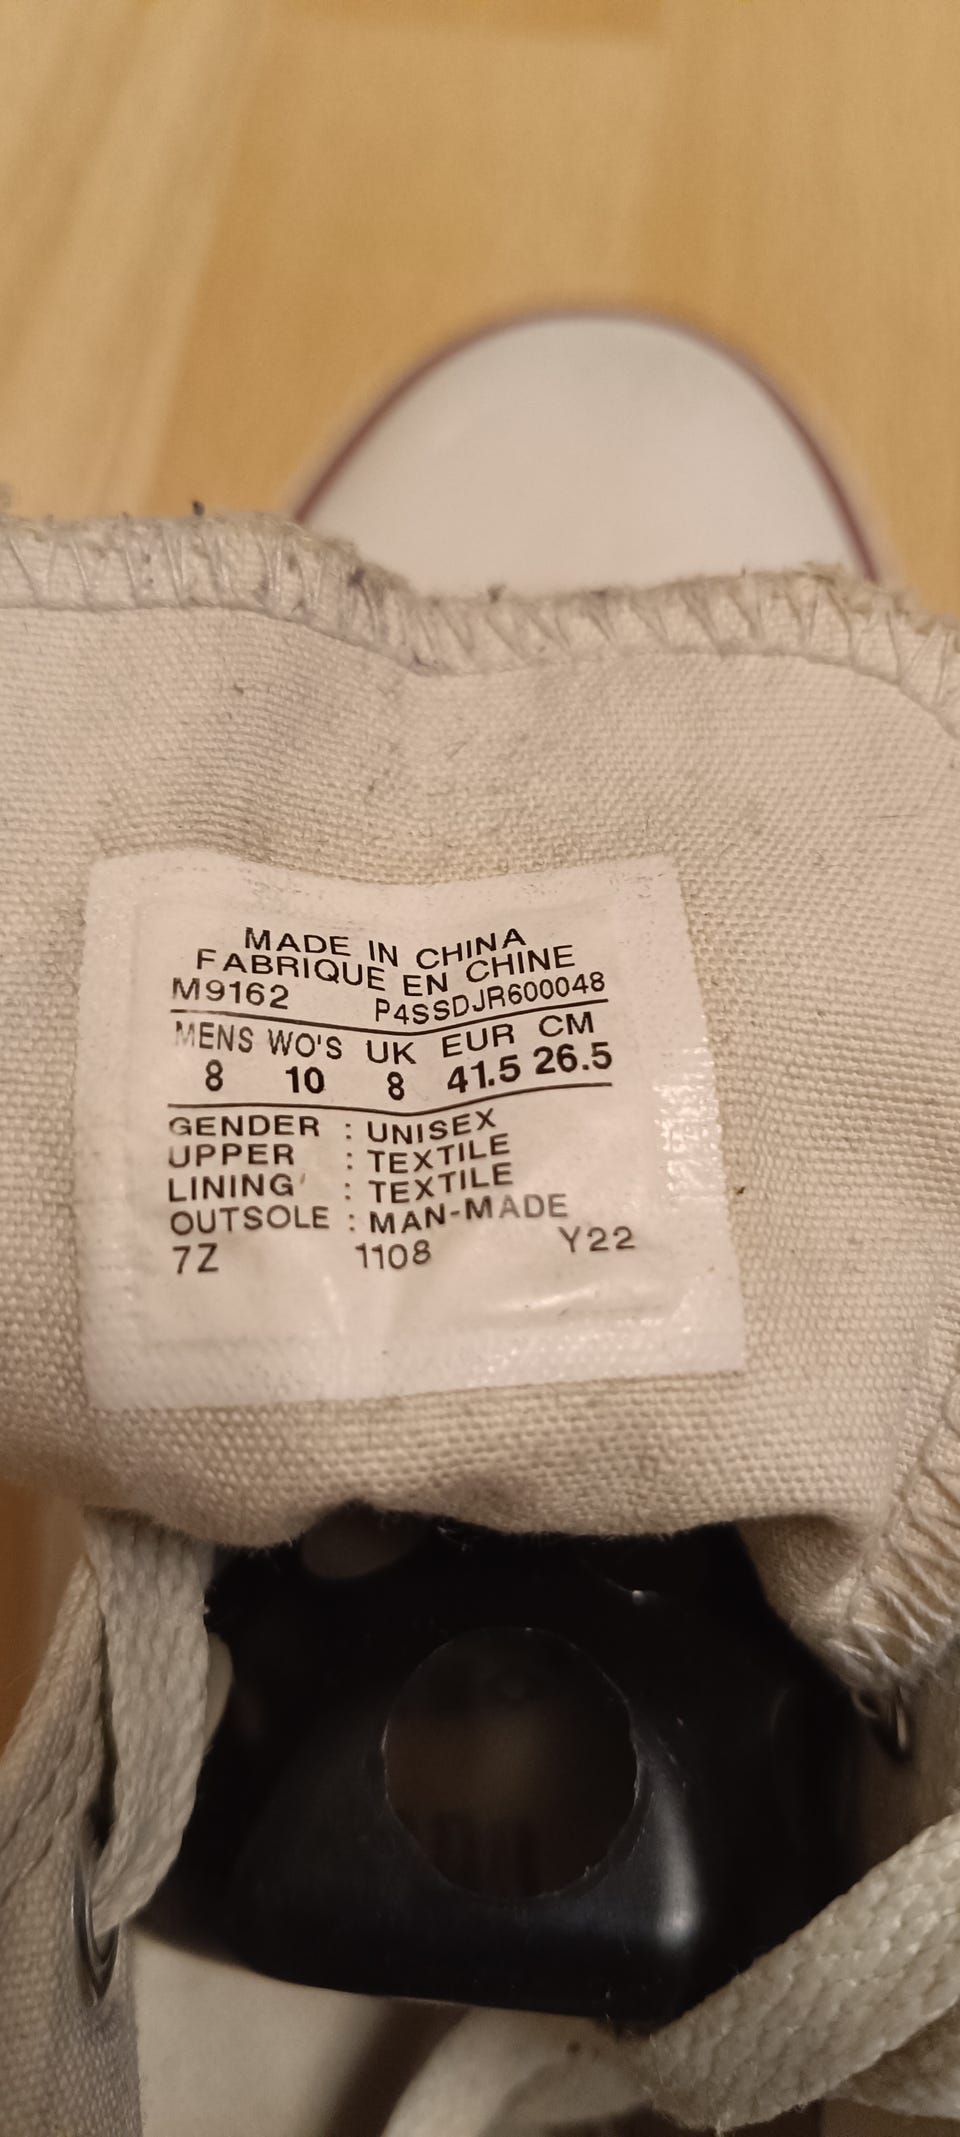 MADE IN CHINA
FABRIQUE EN CHINE
M9162 P4SSDJR600048
MENS WO'S UK EUR CM
8 10 8 41.5 26.5
GENDER : UNISEX
UPPER : TEXTILE
LINING : TEXTILE
OUTSOLE : MAN-MADE
7Z 1108 Y22